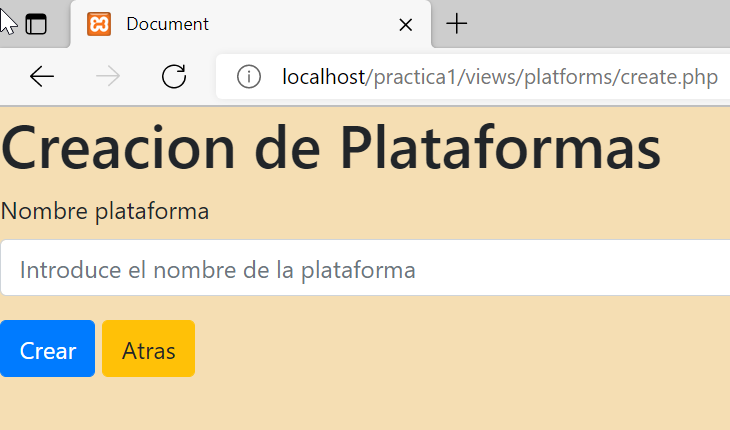 Document
localhost/practica1/views/platforms/create.php
Creacion de Plataformas
Nombre plataforma
Introduce el nombre de la plataforma
Crear Atras